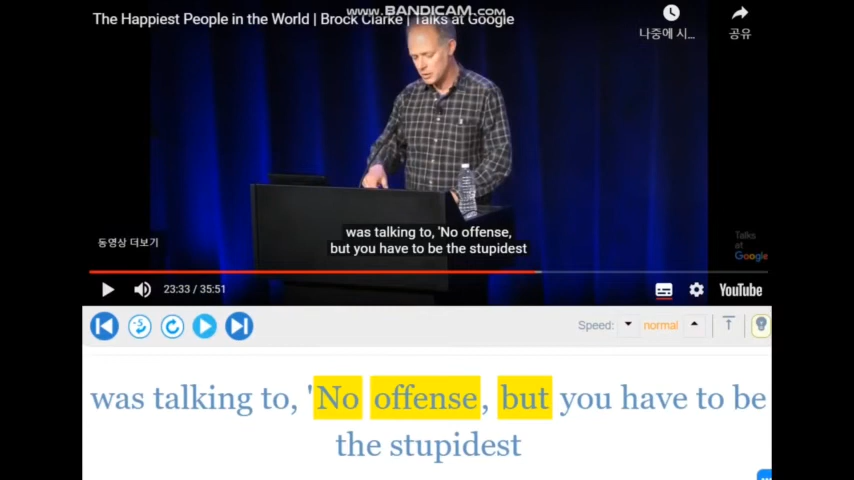 www.BANDICAM.com
The Happiest People in the World | Brock Clarke | Talks at Google
나중에 시...
공유
was talking to, 'No offense,
but you have to be the stupidest
동영상 더보기
Talks
at
Google
23:33 / 35:51
YouTube
5
Speed:
normal
was talking to, 'No offense, but you have to be
the stupidest